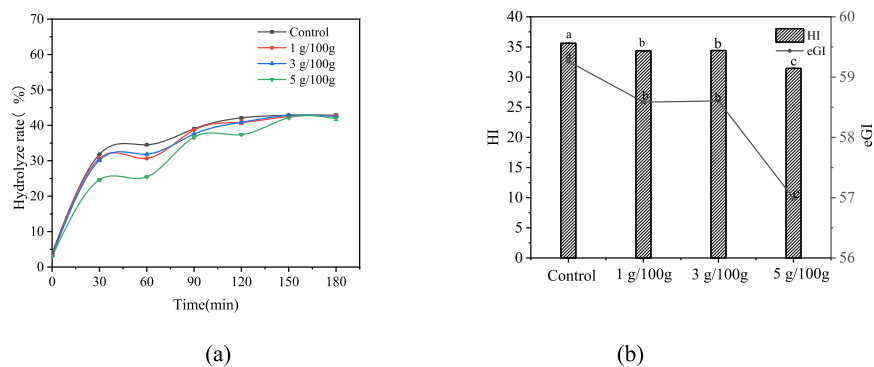 70
60
50
40
30
20
10
0
Hydrolyze rate( %)
Control
1 g/100g
3 g/100g
5 g/100g
0 30 60 90 120 150 180
Time(min)
(a)
40
35
30
25
20
15
10
5
0
HI
a b b c
a b b c
HI
eGI
60
59
58
57
56
eGI
Control 1 g/100g 3 g/100g 5 g/100g
(b)